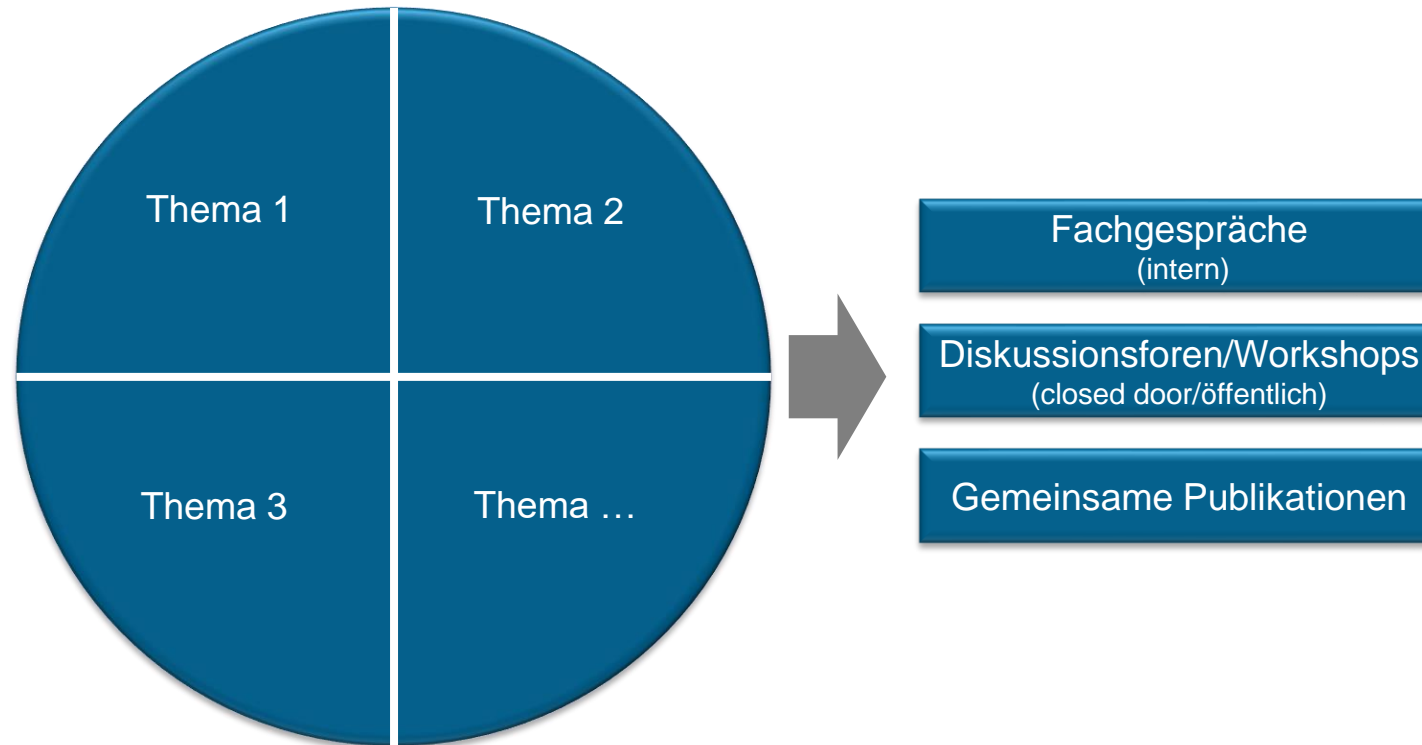 Thema 1
Thema 2
Thema 3
Thema …
Fachgespräche
(intern)
Diskussionsforen/Workshops
(closed door/öffentlich)
Gemeinsame Publikationen